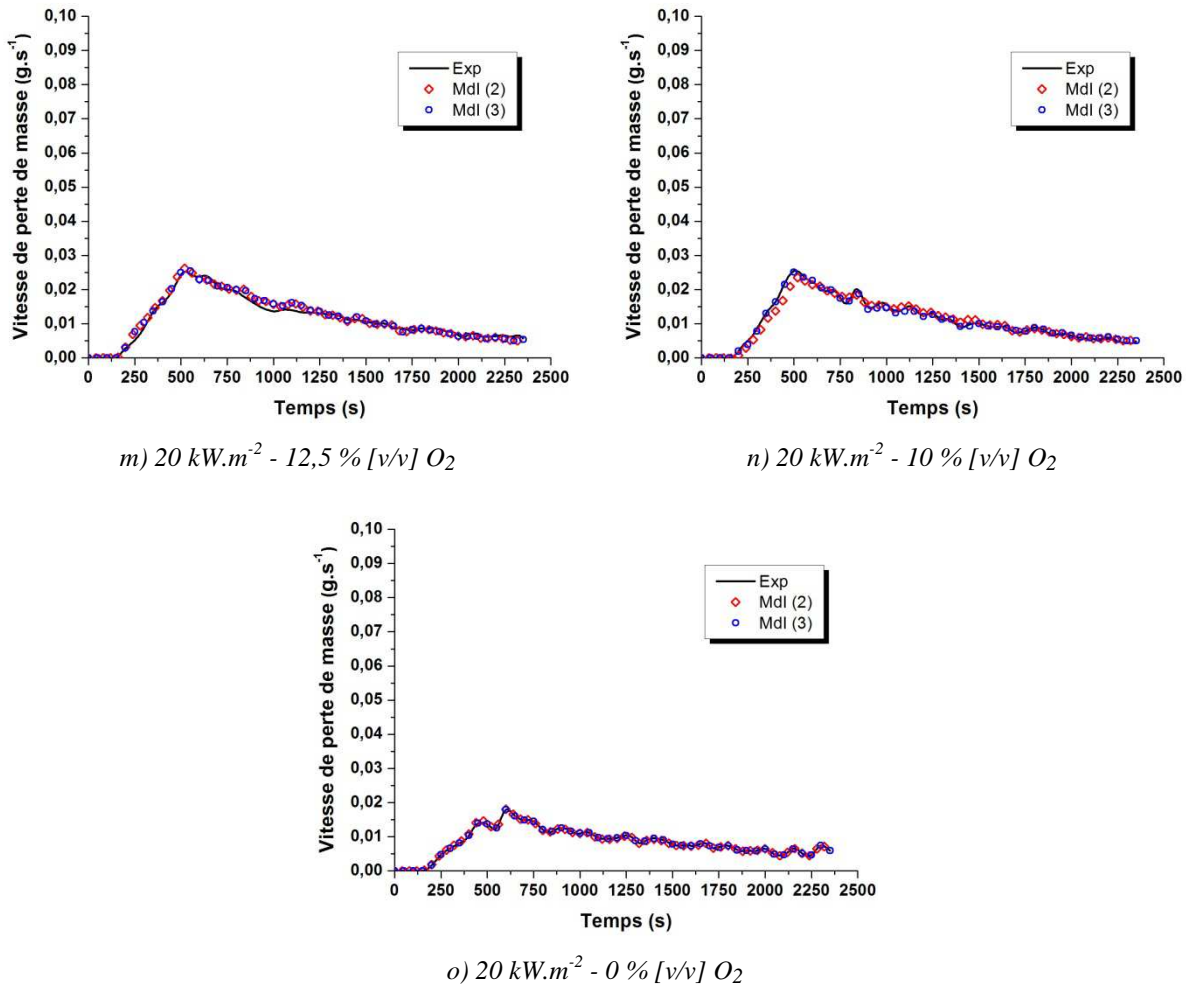 Vitesse de perte de masse (g.s⁻¹)
0,10
0,09
0,08
0,07
0,06
0,05
0,04
0,03
0,02
0,01
0,00
Exp
Mdl (2)
Mdl (3)
0 250 500 750 1000 1250 1500 1750 2000 2250 2500
Temps (s)
m) 20 kW.m⁻² - 12,5 % [v/v] O₂
Vitesse de perte de masse (g.s⁻¹)
0,10
0,09
0,08
0,07
0,06
0,05
0,04
0,03
0,02
0,01
0,00
Exp
Mdl (2)
Mdl (3)
0 250 500 750 1000 1250 1500 1750 2000 2250 2500
Temps (s)
n) 20 kW.m⁻² - 10 % [v/v] O₂
Vitesse de perte de masse (g.s⁻¹)
0,10
0,09
0,08
0,07
0,06
0,05
0,04
0,03
0,02
0,01
0,00
Exp
Mdl (2)
Mdl (3)
0 250 500 750 1000 1250 1500 1750 2000 2250 2500
Temps (s)
o) 20 kW.m⁻² - 0 % [v/v] O₂